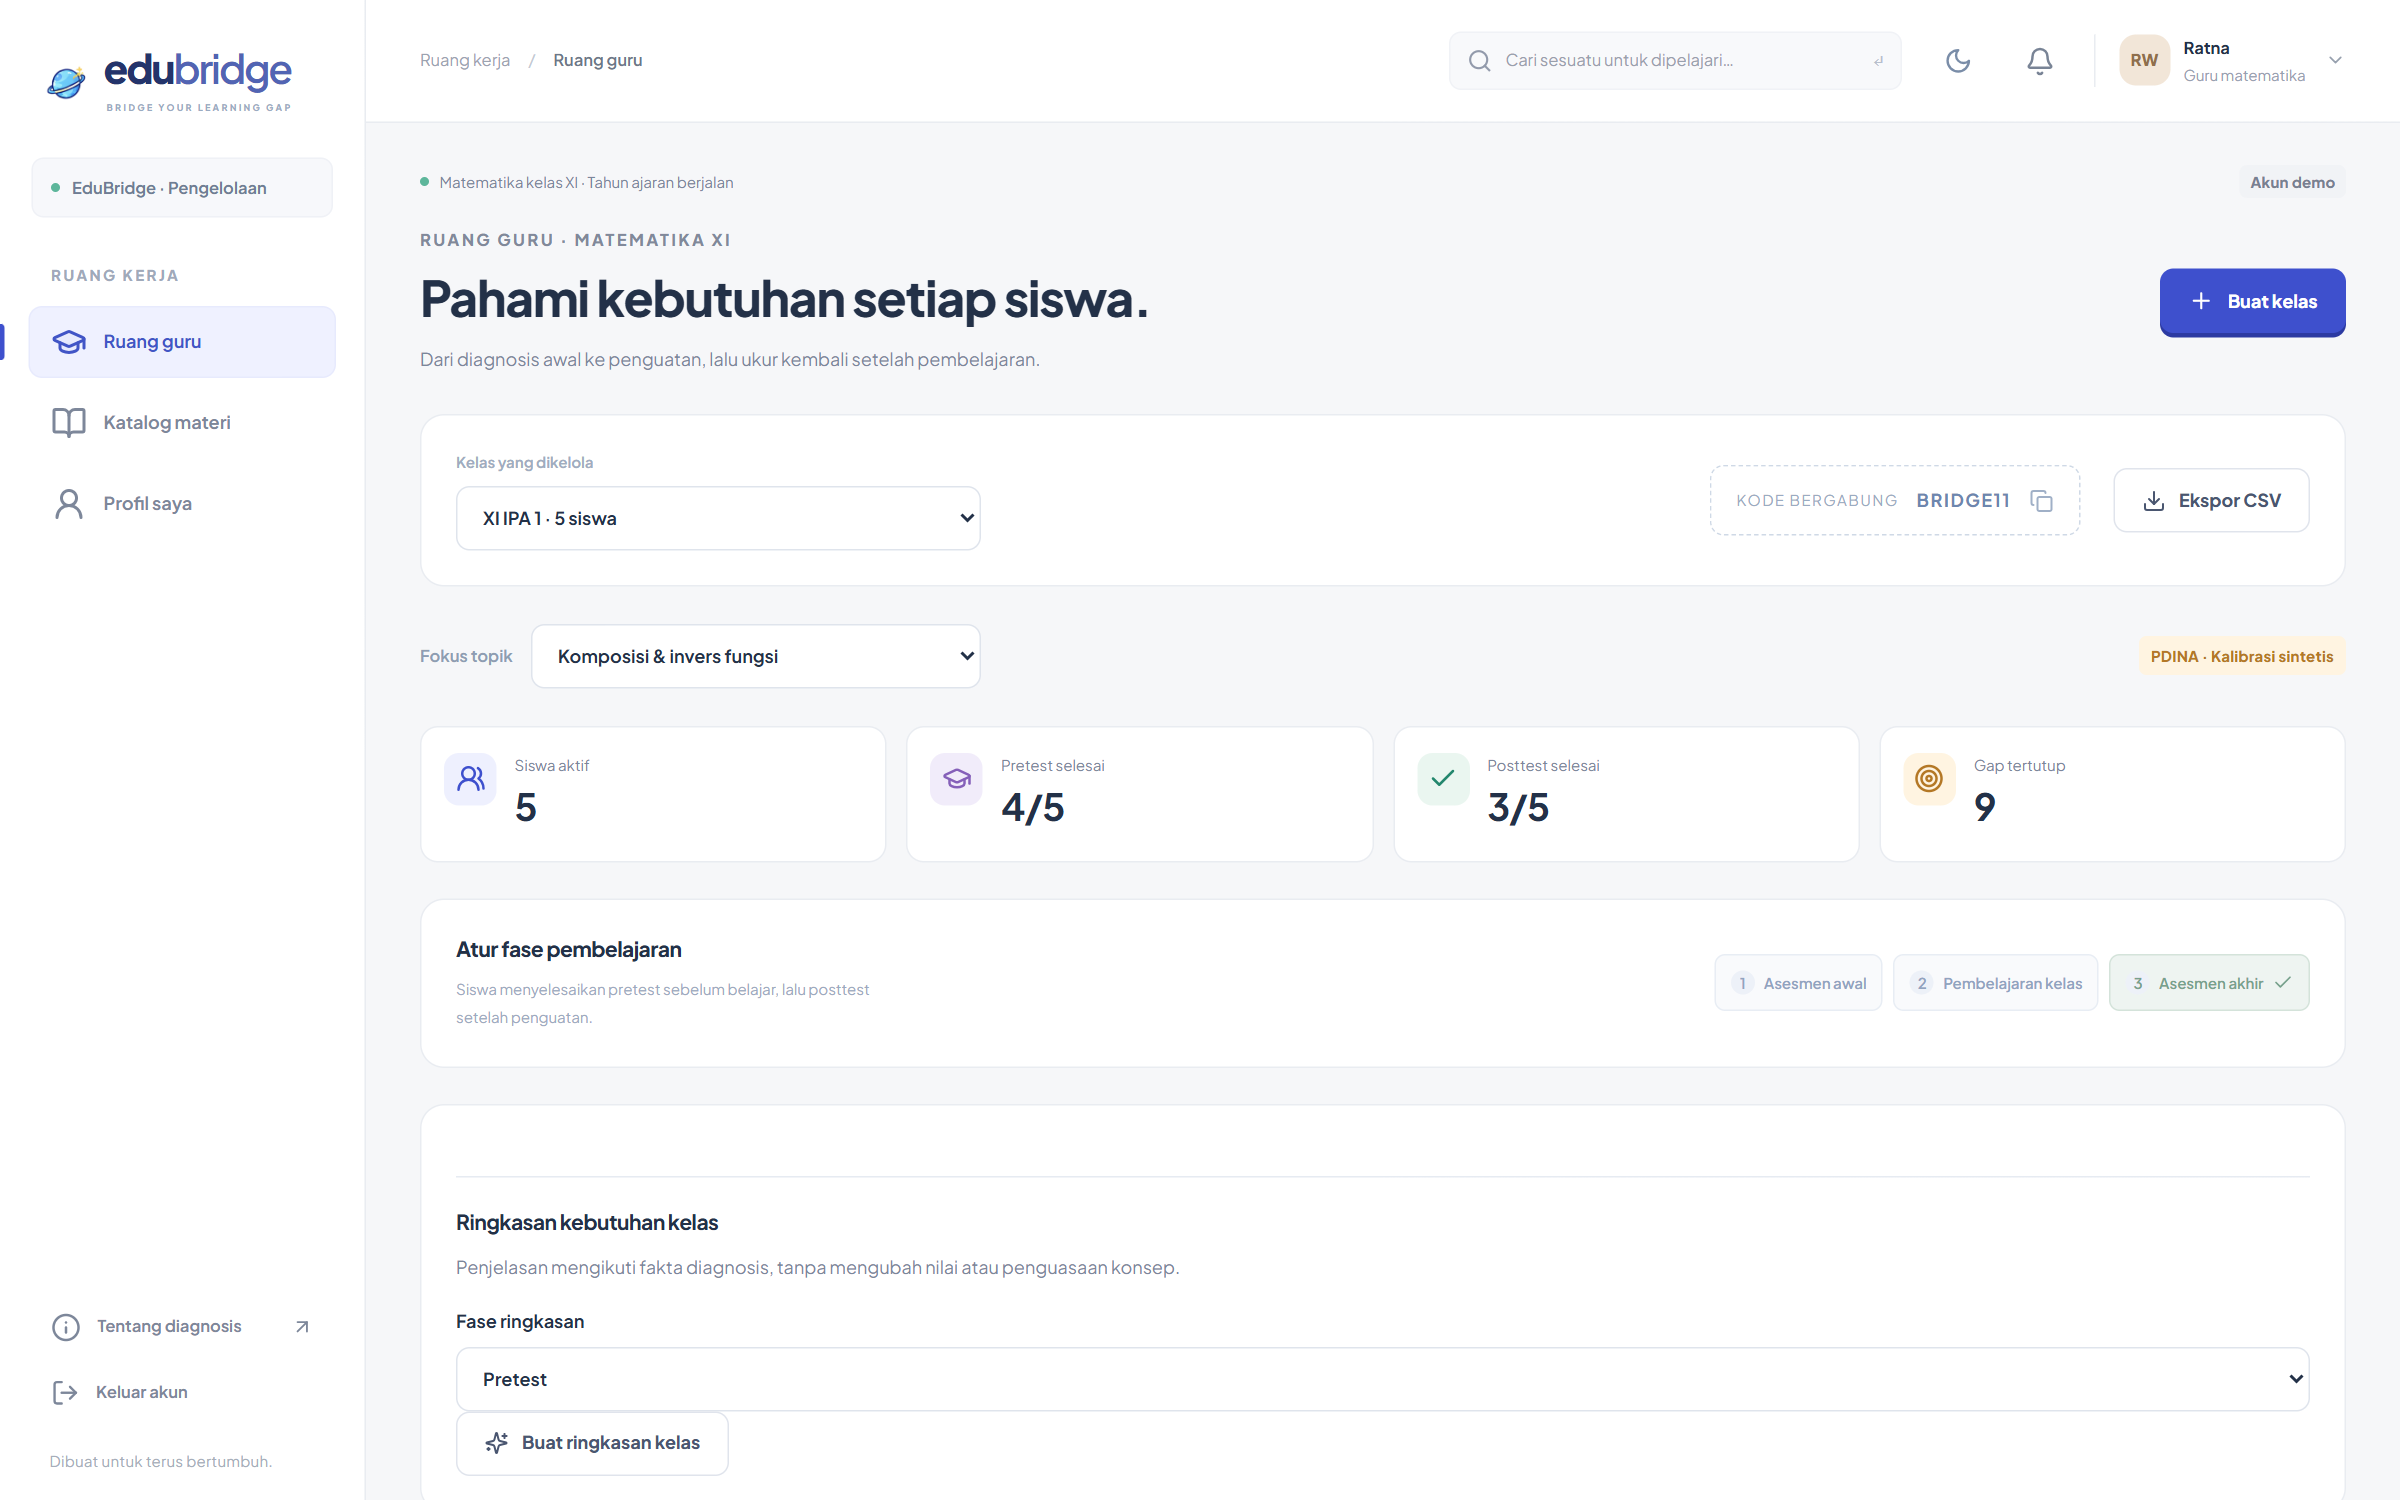 edubridge
BRIDGE YOUR LEARNING GAP
EduBridge · Pengelolaan
RUANG KERJA
Ruang guru
Katalog materi
Profil saya
Tentang diagnosis
Keluar akun
Dibuat untuk terus bertumbuh.
Ruang kerja / Ruang guru
Cari sesuatu untuk dipelajari...
RW
Ratna
Guru matematika
Matematika kelas XI · Tahun ajaran berjalan
Akun demo
RUANG GURU · MATEMATIKA XI
Pahami kebutuhan setiap siswa.
Dari diagnosis awal ke penguatan, lalu ukur kembali setelah pembelajaran.
Buat kelas
Kelas yang dikelola
XI IPA 1 · 5 siswa
KODE BERGABUNG BRIDGE11
Ekspor CSV
Fokus topik
Komposisi & invers fungsi
PDINA · Kalibrasi sintetis
Siswa aktif
5
Pretest selesai
4/5
Posttest selesai
3/5
Gap tertutup
9
Atur fase pembelajaran
Siswa menyelesaikan pretest sebelum belajar, lalu posttest
setelah penguatan.
1 Asesmen awal
2 Pembelajaran kelas
3 Asesmen akhir
Ringkasan kebutuhan kelas
Penjelasan mengikuti fakta diagnosis, tanpa mengubah nilai atau penguasaan konsep.
Fase ringkasan
Pretest
Buat ringkasan kelas